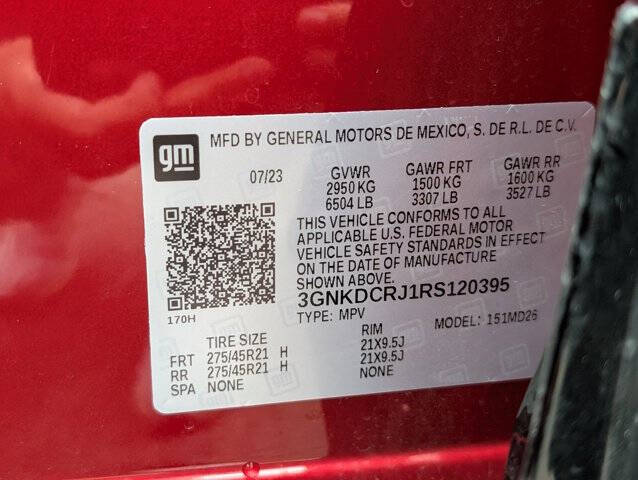 gm
MFD BY GENERAL MOTORS DE MEXICO, S. DE R.L. DE C.V.
07/23 GVWR GAWR FRT GAWR RR
2950 KG 1500 KG 1600 KG
6504 LB 3307 LB 3527 LB
THIS VEHICLE CONFORMS TO ALL
APPLICABLE U.S. FEDERAL MOTOR
VEHICLE SAFETY STANDARDS IN EFFECT
ON THE DATE OF MANUFACTURE
SHOWN ABOVE.
3GNKDCRJ1RS120395
170H
TYPE: MPV MODEL: 151MD26
TIRE SIZE RIM
FRT 275/45R21 H 21X9.5J
RR 275/45R21 H 21X9.5J
SPA NONE NONE